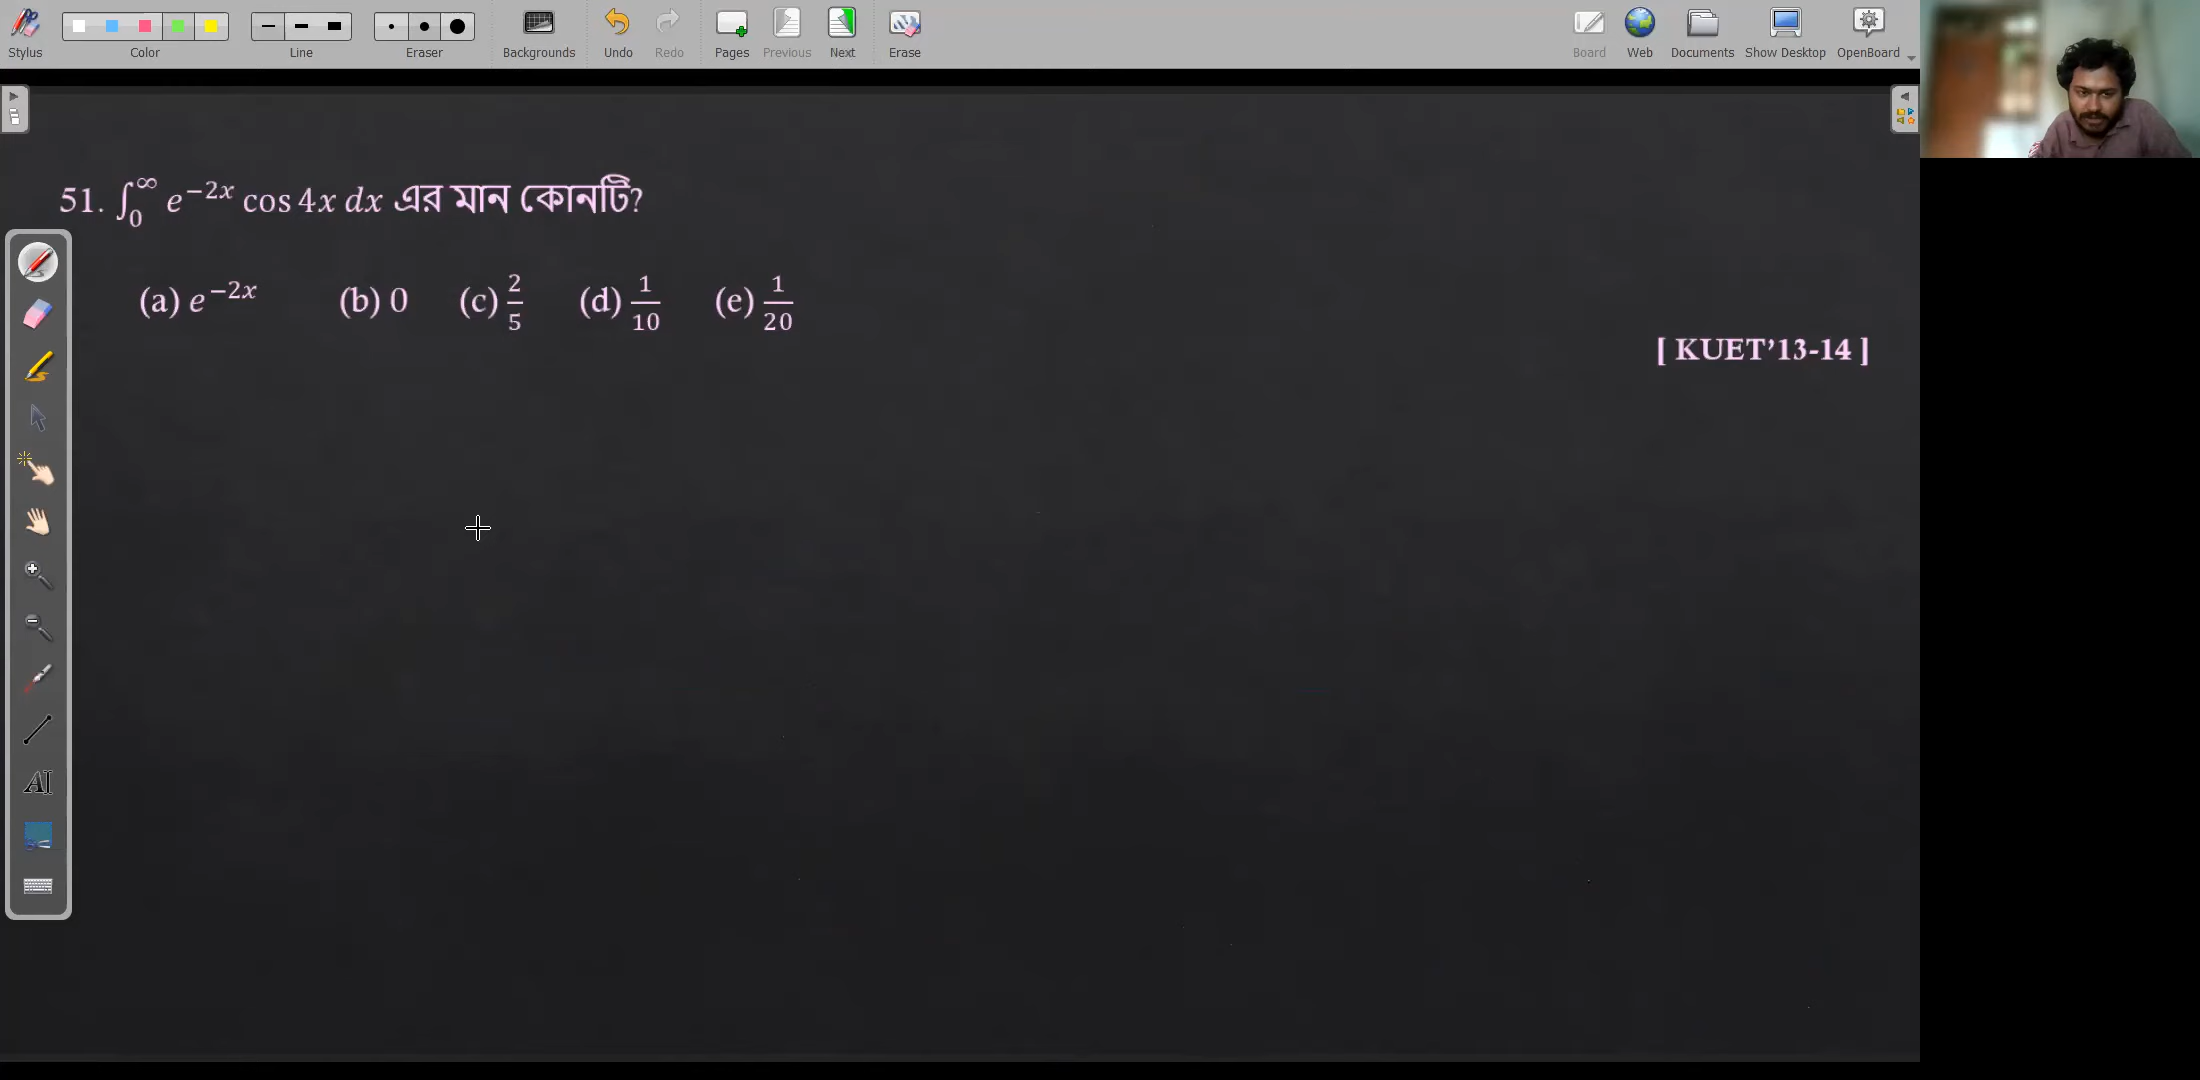 Stylus Color Line Eraser Backgrounds Undo Redo Pages Previous Next Erase Board Web Documents Show Desktop OpenBoard
51. ∫₀^∞ e^{−2x} cos 4x dx এর মান কোনটি?
(a) e^{−2x} (b) 0 (c) 2/5 (d) 1/10 (e) 1/20
[ KUET’13-14 ]
AI